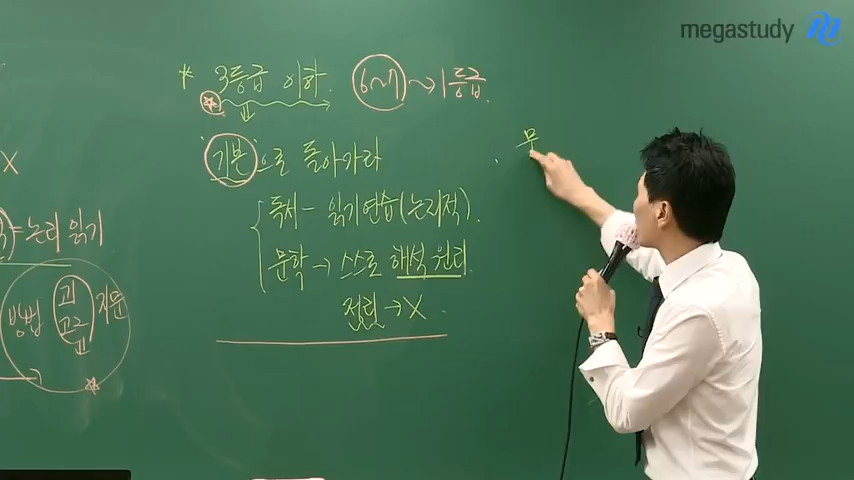 megastudy
* 3등급 이하. 6~7 ~> 1등급.
'기본'으로 돌아가라
독서 - 읽기연습(논리적).
문학 → 스스로 해석 원리.
정립 → X.
무
X
= 논리 읽기
방법
지문